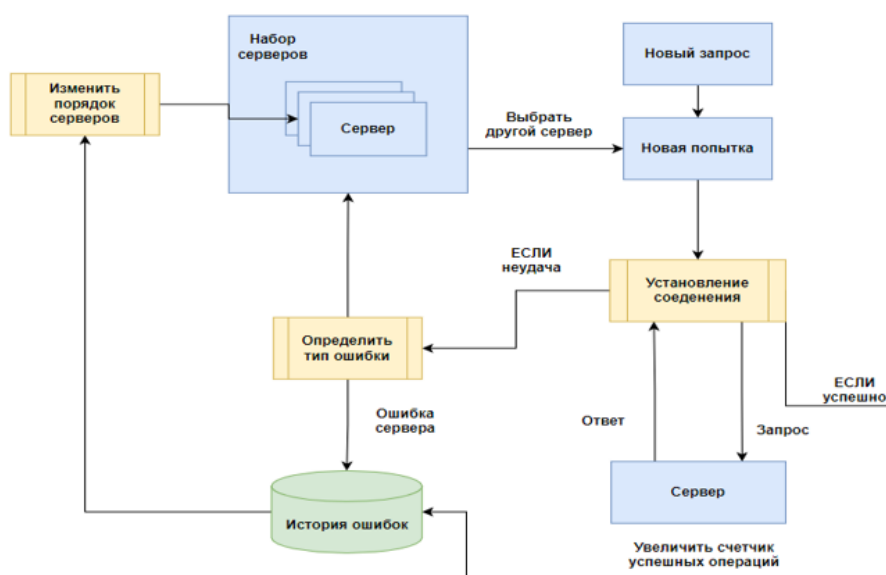 Набор
серверов
Новый запрос
Изменить
порядок
серверов
Сервер
Выбрать
другой сервер
Новая попытка
ЕСЛИ
неудача
Установление
соеденения
Определить
тип ошибки
ЕСЛИ
успешно
Ошибка
сервера
Ответ
Запрос
Сервер
История ошибок
Увеличить счетчик
успешных операций